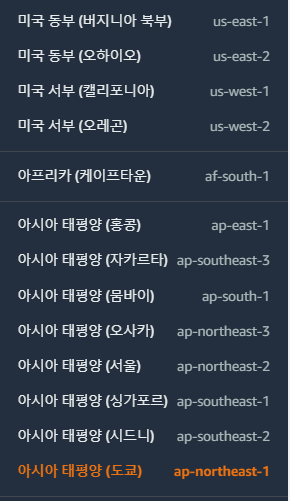 미국 동부 (버지니아 북부) us-east-1
미국 동부 (오하이오) us-east-2
미국 서부 (캘리포니아) us-west-1
미국 서부 (오레곤) us-west-2
아프리카 (케이프타운) af-south-1
아시아 태평양 (홍콩) ap-east-1
아시아 태평양 (자카르타) ap-southeast-3
아시아 태평양 (뭄바이) ap-south-1
아시아 태평양 (오사카) ap-northeast-3
아시아 태평양 (서울) ap-northeast-2
아시아 태평양 (싱가포르) ap-southeast-1
아시아 태평양 (시드니) ap-southeast-2
아시아 태평양 (도쿄) ap-northeast-1